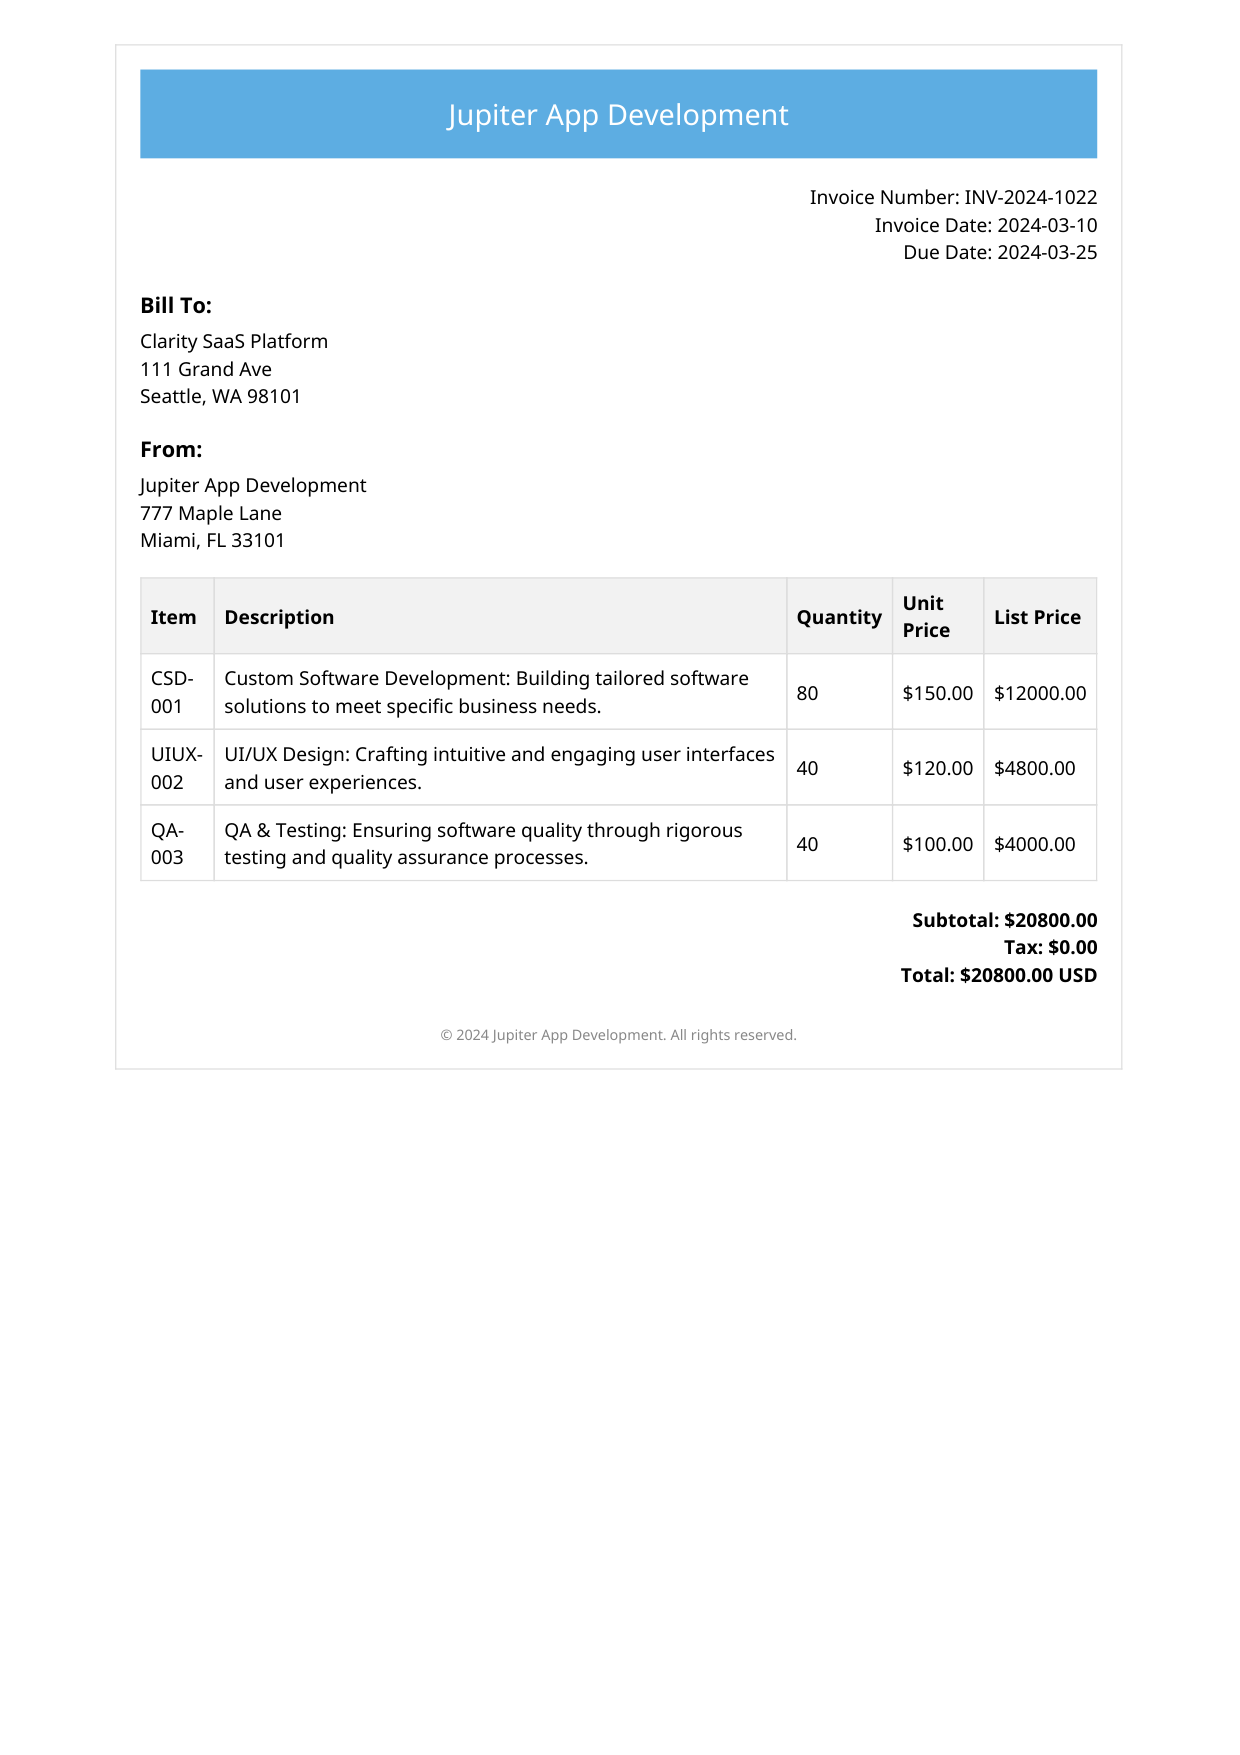 Jupiter App Development
Invoice Number: INV-2024-1022
Invoice Date: 2024-03-10
Due Date: 2024-03-25
Bill To:
Clarity SaaS Platform
111 Grand Ave
Seattle, WA 98101
From:
Jupiter App Development
777 Maple Lane
Miami, FL 33101
Item Description Quantity Unit Price List Price
CSD-001 Custom Software Development: Building tailored software solutions to meet specific business needs. 80 $150.00 $12000.00
UIUX-002 UI/UX Design: Crafting intuitive and engaging user interfaces and user experiences. 40 $120.00 $4800.00
QA-003 QA & Testing: Ensuring software quality through rigorous testing and quality assurance processes. 40 $100.00 $4000.00
Subtotal: $20800.00
Tax: $0.00
Total: $20800.00 USD
© 2024 Jupiter App Development. All rights reserved.